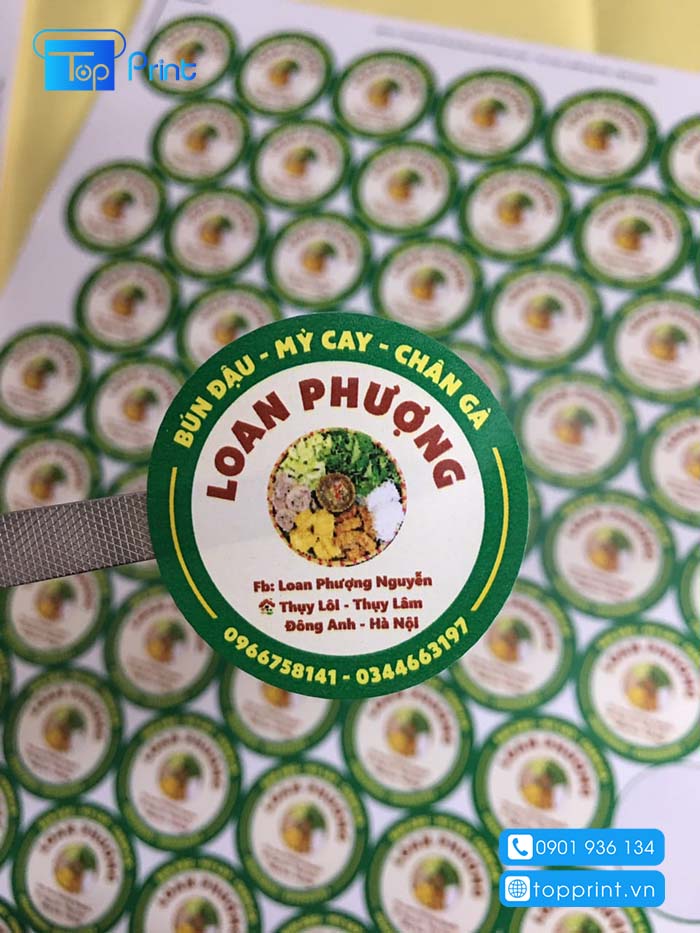 Top Print
BÚN ĐẬU - MỲ CAY - CHÂN GÀ
LOAN PHƯỢNG
Fb: Loan Phượng Nguyễn
Thụy Lôi - Thụy Lâm
Đông Anh - Hà Nội
0966758141 - 0344663197
0901 936 134
topprint.vn